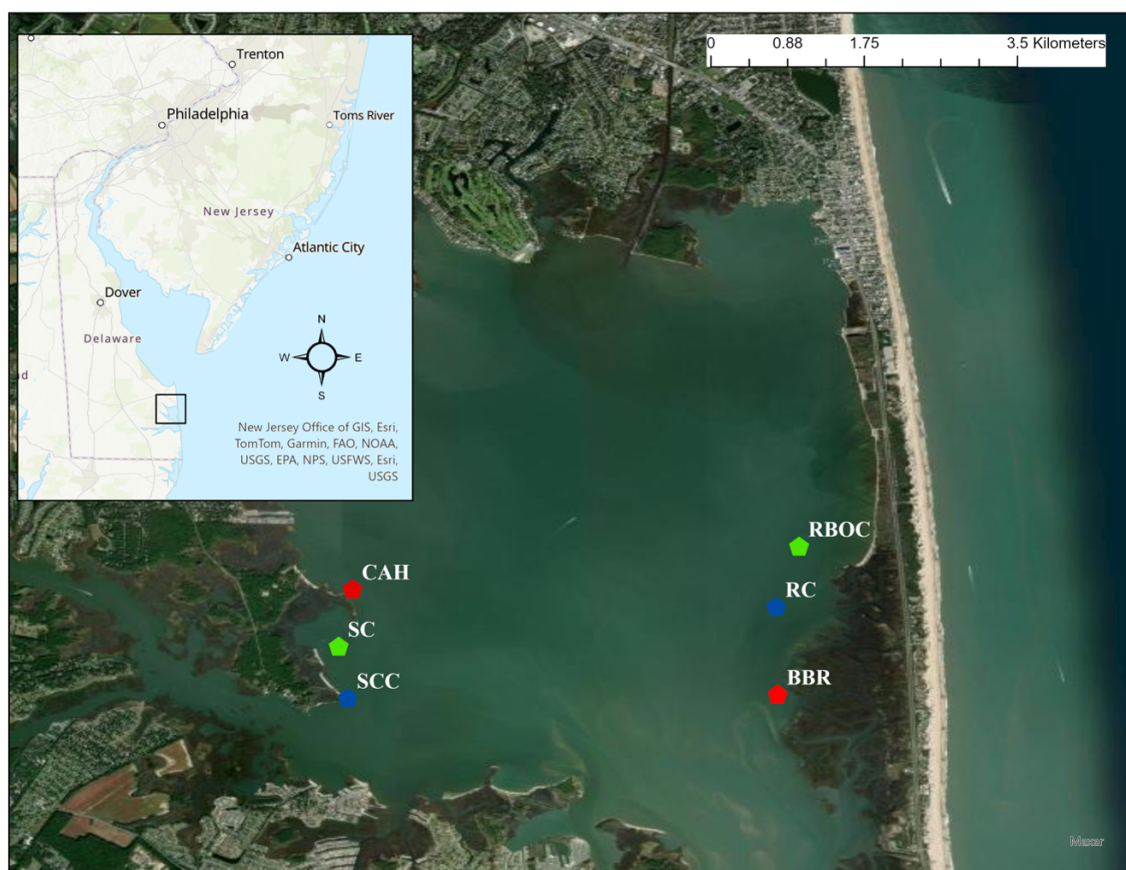 0 0.88 1.75 3.5 Kilometers
Trenton
Philadelphia
Toms River
New Jersey
Atlantic City
Dover
Delaware
N
W E
S
New Jersey Office of GIS, Esri,
TomTom, Garmin, FAO, NOAA,
USGS, EPA, NPS, USFWS, Esri,
USGS
RBOC
CAH
RC
SC
SCC
BBR
Maxar